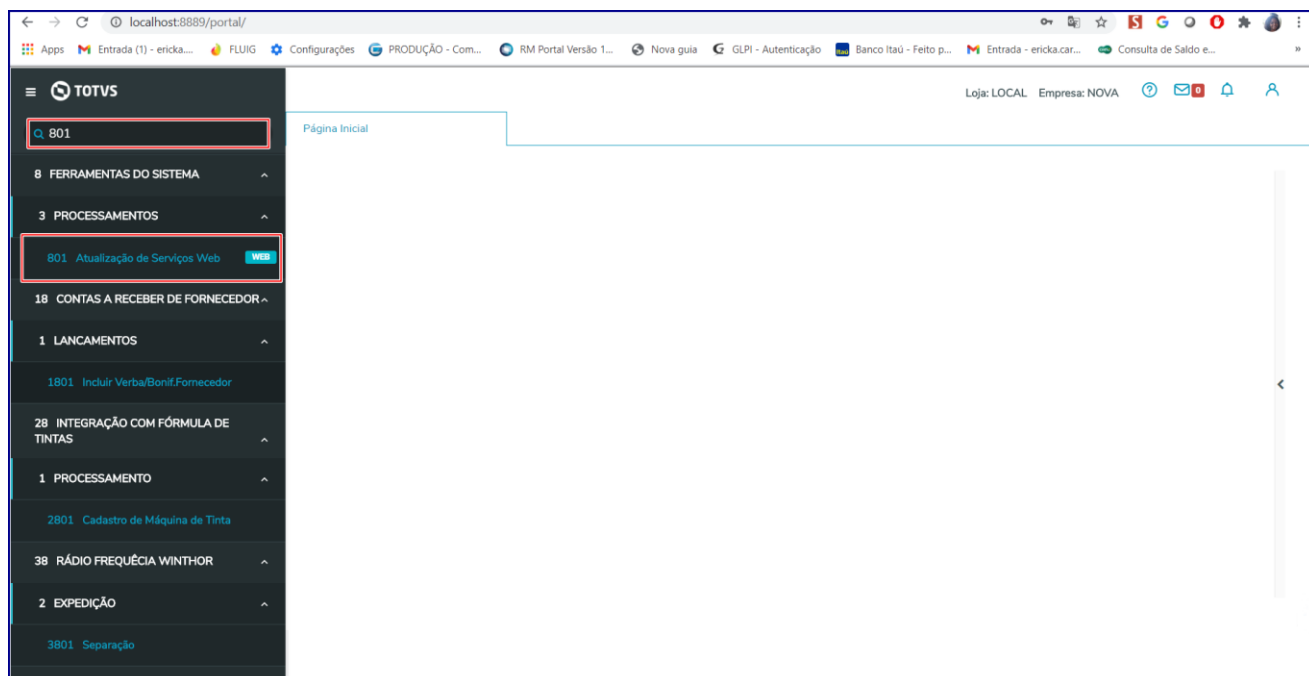 localhost:8889/portal/
Apps Entrada (1) - ericka.... FLUIG Configurações PRODUÇÃO - Com... RM Portal Versão 1... Nova guia GLPI - Autenticação Itaú Banco Itaú - Feito p... Entrada - ericka.car... Consulta de Saldo e... »
TOTVS
Loja: LOCAL Empresa: NOVA 0
801
Página Inicial
8 FERRAMENTAS DO SISTEMA
3 PROCESSAMENTOS
801 Atualização de Serviços Web WEB
18 CONTAS A RECEBER DE FORNECEDOR
1 LANCAMENTOS
1801 Incluir Verba/Bonif.Fornecedor
28 INTEGRAÇÃO COM FÓRMULA DE
TINTAS
1 PROCESSAMENTO
2801 Cadastro de Máquina de Tinta
38 RÁDIO FREQUÊCIA WINTHOR
2 EXPEDIÇÃO
3801 Separação